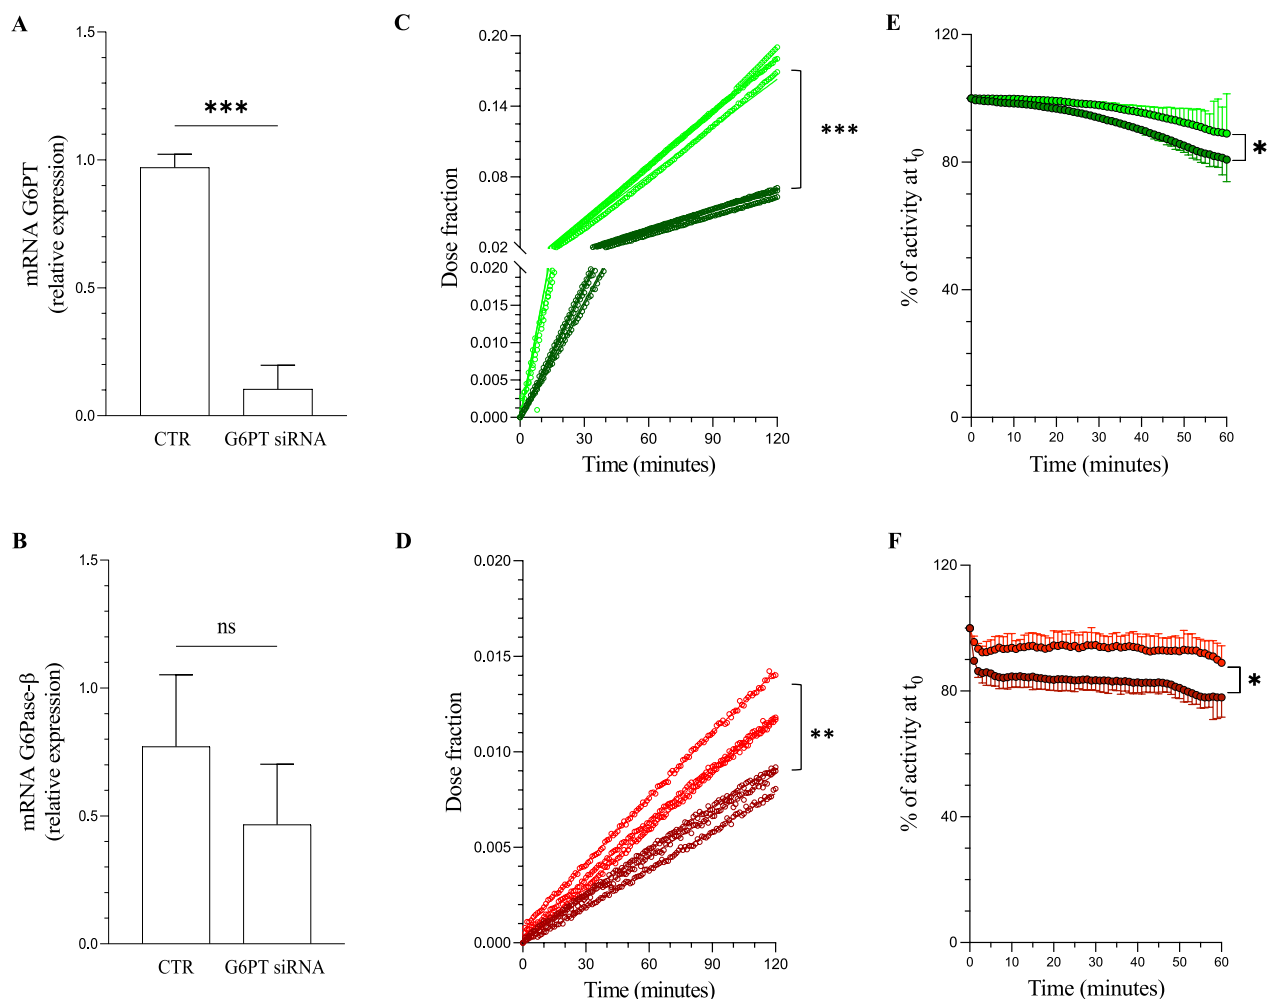 A
mRNA G6PT
(relative expression)
1.5
1.0
0.5
0.0
***
CTR
G6PT siRNA
C
Dose fraction
0.20
0.14
0.08
0.02
0.020
0.015
0.010
0.005
0.000
***
0
30
60
90
120
Time (minutes)
E
% of activity at t0
120
80
40
0
*
0
10
20
30
40
50
60
Time (minutes)
B
mRNA G6Pase-β
(relative expression)
1.5
1.0
0.5
0.0
ns
CTR
G6PT siRNA
D
Dose fraction
0.020
0.015
0.010
0.005
0.000
**
0
30
60
90
120
Time (minutes)
F
% of activity at t0
120
80
40
0
*
0
10
20
30
40
50
60
Time (minutes)